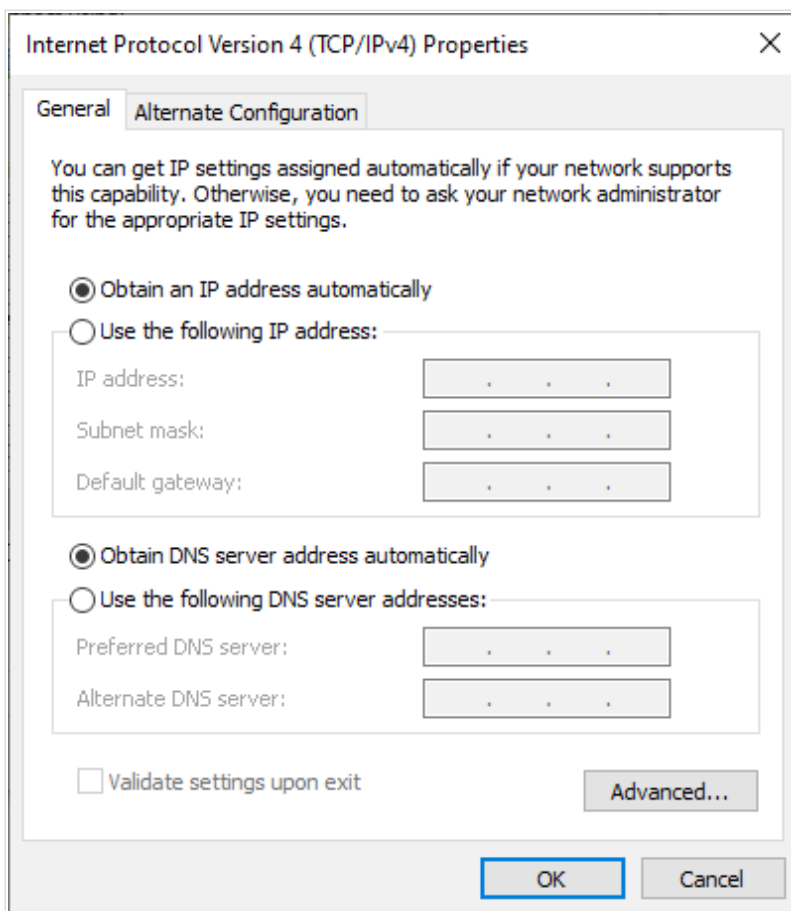 Internet Protocol Version 4 (TCP/IPv4) Properties
General
Alternate Configuration
You can get IP settings assigned automatically if your network supports
this capability. Otherwise, you need to ask your network administrator
for the appropriate IP settings.
Obtain an IP address automatically
Use the following IP address:
IP address:
Subnet mask:
Default gateway:
Obtain DNS server address automatically
Use the following DNS server addresses:
Preferred DNS server:
Alternate DNS server:
Validate settings upon exit
Advanced...
OK
Cancel